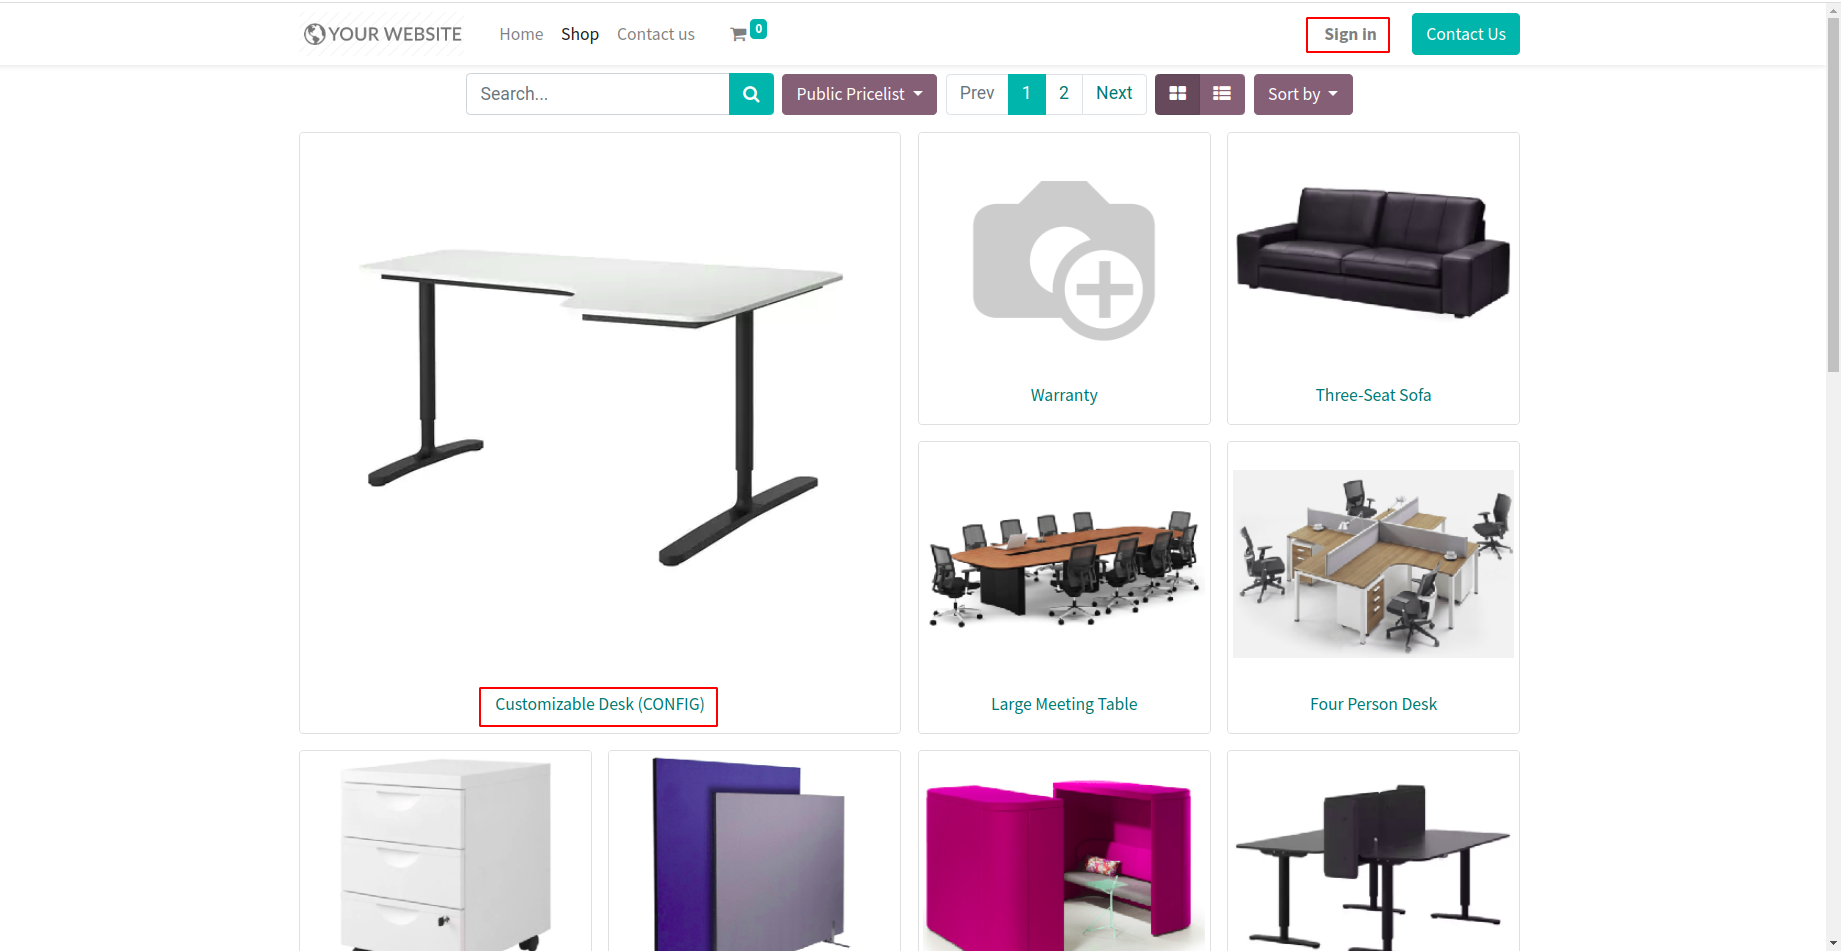 YOUR WEBSITE Home Shop Contact us 0 Sign in Contact Us
Search... Public Pricelist Prev 1 2 Next Sort by
Warranty Three-Seat Sofa
Customizable Desk (CONFIG) Large Meeting Table Four Person Desk